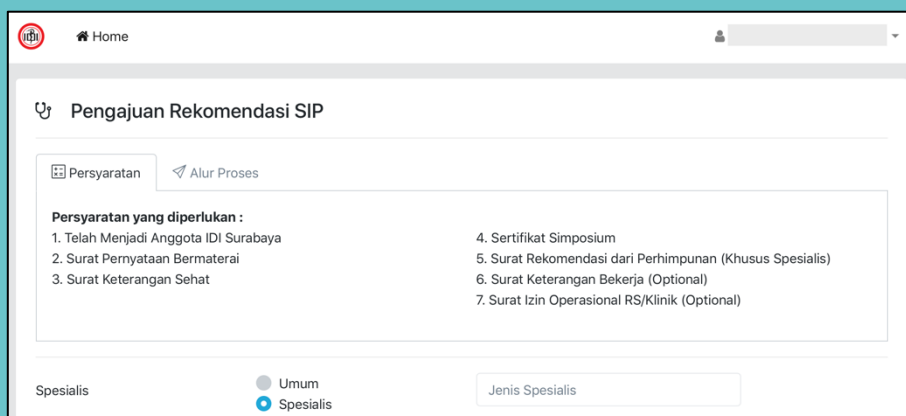 IDI
Home
Pengajuan Rekomendasi SIP
Persyaratan
Alur Proses
Persyaratan yang diperlukan :
1. Telah Menjadi Anggota IDI Surabaya
2. Surat Pernyataan Bermaterai
3. Surat Keterangan Sehat
4. Sertifikat Simposium
5. Surat Rekomendasi dari Perhimpunan (Khusus Spesialis)
6. Surat Keterangan Bekerja (Optional)
7. Surat Izin Operasional RS/Klinik (Optional)
Spesialis
Umum
Spesialis
Jenis Spesialis